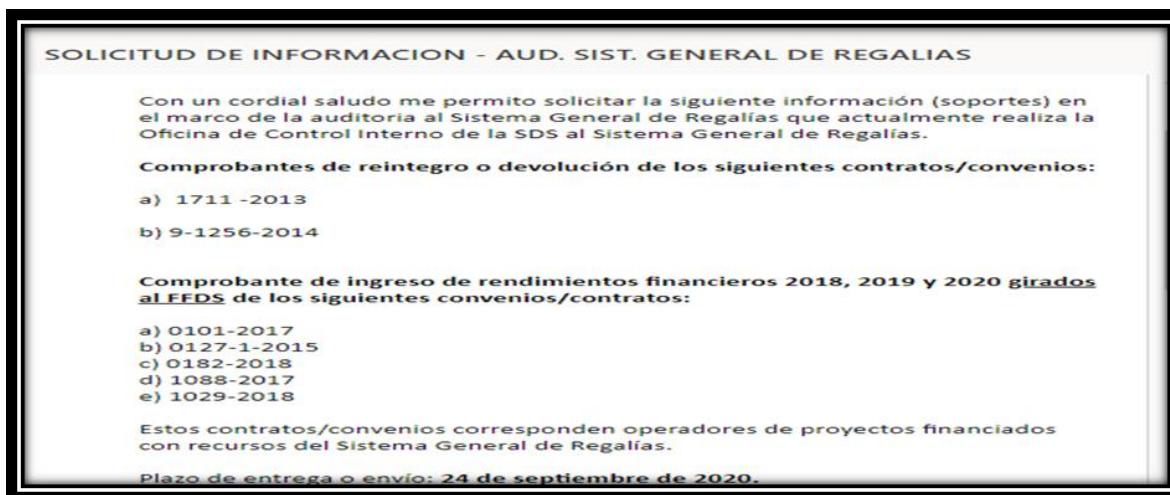 SOLICITUD DE INFORMACION - AUD. SIST. GENERAL DE REGALIAS
Con un cordial saludo me permito solicitar la siguiente información (soportes) en
el marco de la auditoria al Sistema General de Regalías que actualmente realiza la
Oficina de Control Interno de la SDS al Sistema General de Regalías.
Comprobantes de reintegro o devolución de los siguientes contratos/convenios:
a) 1711 -2013
b) 9-1256-2014
Comprobante de ingreso de rendimientos financieros 2018, 2019 y 2020 girados
al FFDS de los siguientes convenios/contratos:
a) 0101-2017
b) 0127-1-2015
c) 0182-2018
d) 1088-2017
e) 1029-2018
Estos contratos/convenios corresponden operadores de proyectos financiados
con recursos del Sistema General de Regalías.
Plazo de entrega o envío: 24 de septiembre de 2020.